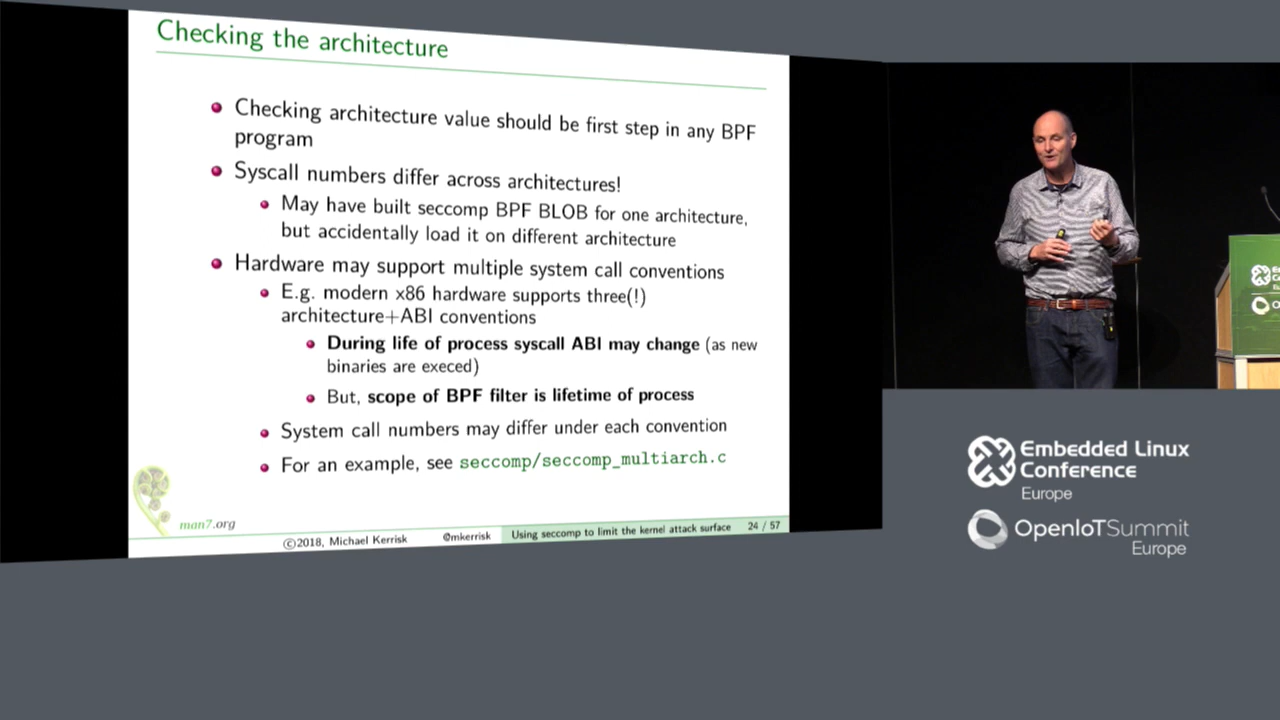 Checking the architecture
Checking architecture value should be first step in any BPF
program
Syscall numbers differ across architectures!
May have built seccomp BPF BLOB for one architecture,
but accidentally load it on different architecture
Hardware may support multiple system call conventions
E.g. modern x86 hardware supports three(!)
architecture+ABI conventions
During life of process syscall ABI may change (as new
binaries are execed)
But, scope of BPF filter is lifetime of process
System call numbers may differ under each convention
For an example, see seccomp/seccomp_multiarch.c
man7.org
©2018, Michael Kerrisk @mkerrisk Using seccomp to limit the kernel attack surface 24 / 57
Embedded Linux
Conference
Europe
OpenIoTSummit
Europe